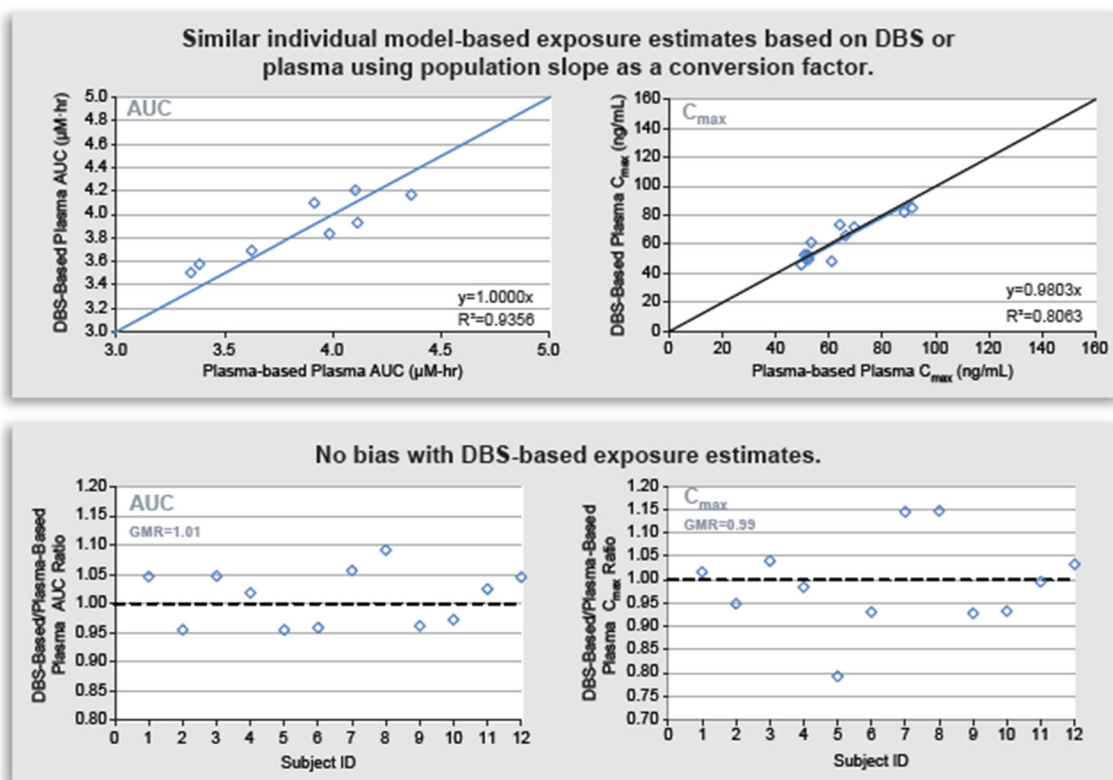 Similar individual model-based exposure estimates based on DBS or
plasma using population slope as a conversion factor.
AUC
DBS-Based Plasma AUC (µM·hr)
5.0
4.8
4.6
4.4
4.2
4.0
3.8
3.6
3.4
3.2
3.0
y=1.0000x
R²=0.9356
3.0 3.5 4.0 4.5 5.0
Plasma-based Plasma AUC (µM-hr)
Cmax
DBS-Based Plasma Cmax (ng/mL)
160
140
120
100
80
60
40
20
0
y=0.9803x
R²=0.8063
0 20 40 60 80 100 120 140 160
Plasma-based Plasma Cmax (ng/mL)
No bias with DBS-based exposure estimates.
AUC
GMR=1.01
DBS-Based/Plasma-Based
Plasma AUC Ratio
1.20
1.15
1.10
1.05
1.00
0.95
0.90
0.85
0.80
0 1 2 3 4 5 6 7 8 9 10 11 12
Subject ID
Cmax
GMR=0.99
DBS-Based/Plasma-Based
Plasma Cmax Ratio
1.20
1.15
1.10
1.05
1.00
0.95
0.90
0.85
0.80
0.75
0.70
0 1 2 3 4 5 6 7 8 9 10 11 12
Subject ID